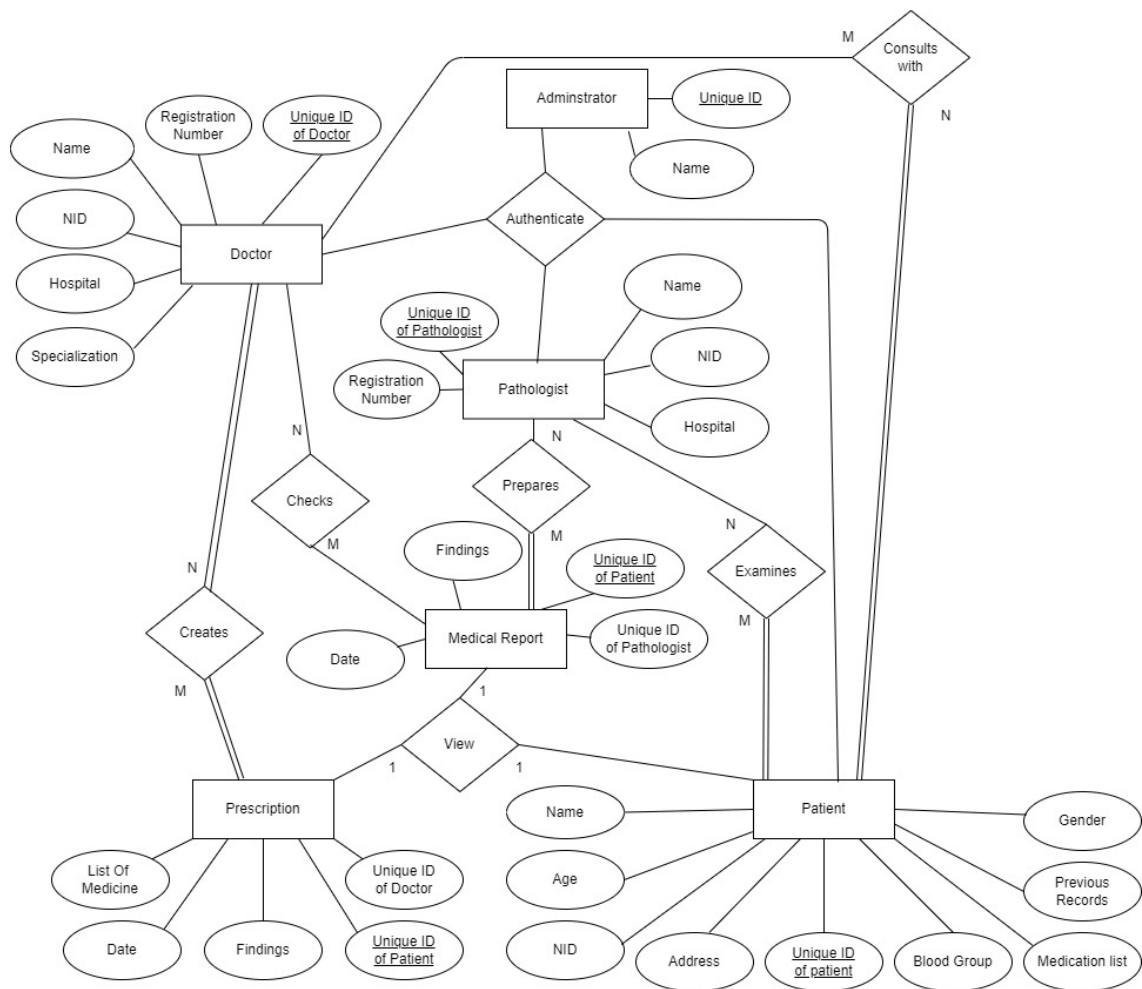 M
Consults
with
Adminstrator
Unique ID
N
Registration
Number
Unique ID
of Doctor
Name
Name
NID
Authenticate
Doctor
Hospital
Name
Unique ID
of Pathologist
Specialization
NID
Registration
Number
Pathologist
Hospital
N
N
Prepares
Checks
N
M
M
Findings
Unique ID
of Patient
Examines
N
M
Creates
Medical Report
Unique ID
of Pathologist
Date
M
1
View
1
1
Prescription
Patient
Name
Gender
List Of
Medicine
Unique ID
of Doctor
Age
Previous
Records
Date
Findings
Unique ID
of Patient
NID
Address
Unique ID
of patient
Blood Group
Medication list